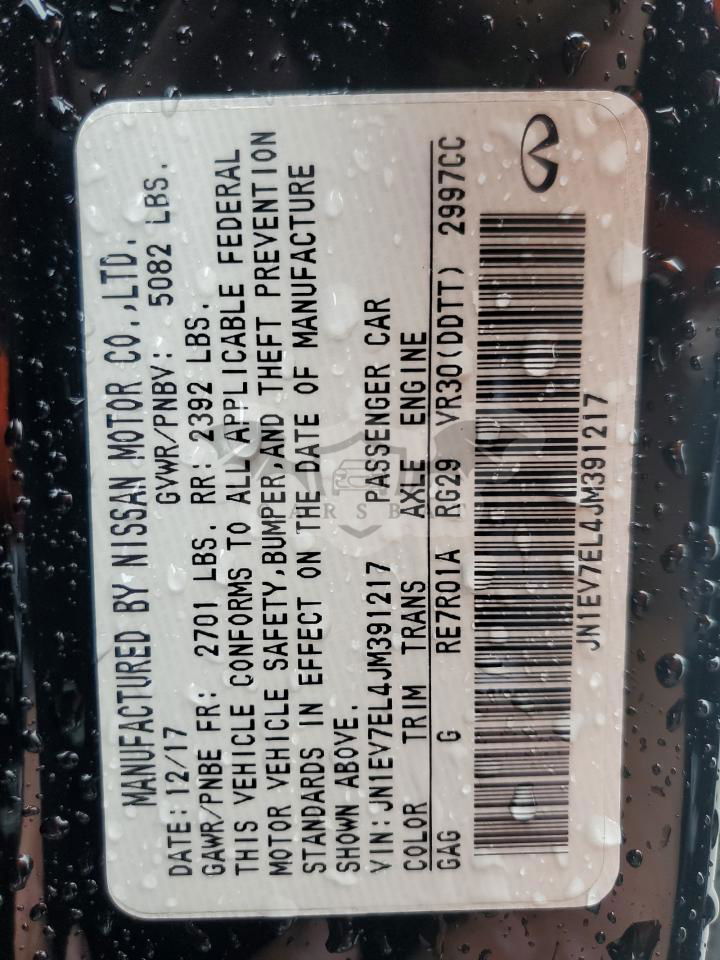 MANUFACTURED BY NISSAN MOTOR CO.,LTD.
DATE: 12/17 GVWR/PNBV: 5082 LBS.
GAWR/PNBE FR: 2701 LBS. RR: 2392 LBS.
THIS VEHICLE CONFORMS TO ALL APPLICABLE FEDERAL
MOTOR VEHICLE SAFETY,BUMPER,AND THEFT PREVENTION
STANDARDS IN EFFECT ON THE DATE OF MANUFACTURE
SHOWN ABOVE.
VIN:JN1EV7EL4JM391217 PASSENGER CAR
COLOR TRIM TRANS AXLE ENGINE
GAG G RE7R01A RG29 VR30(DDTT) 2997CC
JN1EV7EL4JM391217